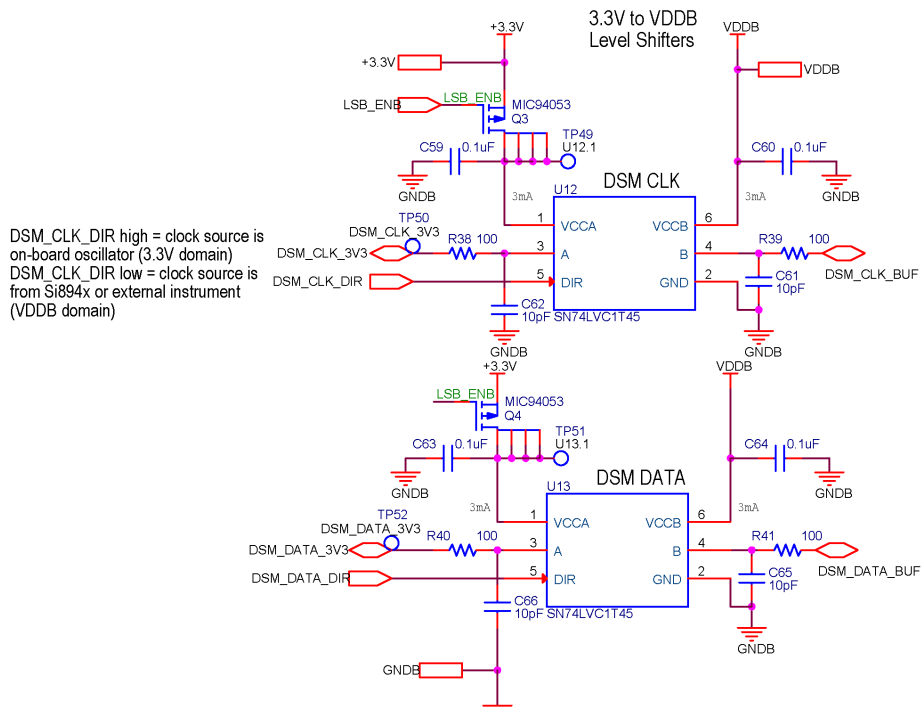 3.3V to VDDB
Level Shifters
+3.3V
VDDB
+3.3V
VDDB
LSB_ENB
LSB_ENB
MIC94053
Q3
TP49
U12.1
C59
0.1uF
C60
0.1uF
GNDB
GNDB
3mA
U12
DSM CLK
3mA
1
VCCA
VCCB
6
TP50
DSM_CLK_3V3
DSM_CLK_3V3
R38
100
3
A
B
4
R39
100
DSM_CLK_BUF
DSM_CLK_DIR
5
DIR
GND
2
C61
10pF
C62
10pF
SN74LVC1T45
GNDB
GNDB
DSM_CLK_DIR high = clock source is
on-board oscillator (3.3V domain)
DSM_CLK_DIR low = clock source is
from Si894x or external instrument
(VDDB domain)
+3.3V
VDDB
LSB_ENB
MIC94053
Q4
TP51
U13.1
C63
0.1uF
C64
0.1uF
GNDB
GNDB
3mA
U13
DSM DATA
3mA
1
VCCA
VCCB
6
TP52
DSM_DATA_3V3
DSM_DATA_3V3
R40
100
3
A
B
4
R41
100
DSM_DATA_BUF
DSM_DATA_DIR
5
DIR
GND
2
C65
10pF
C66
10pF
SN74LVC1T45
GNDB
GNDB